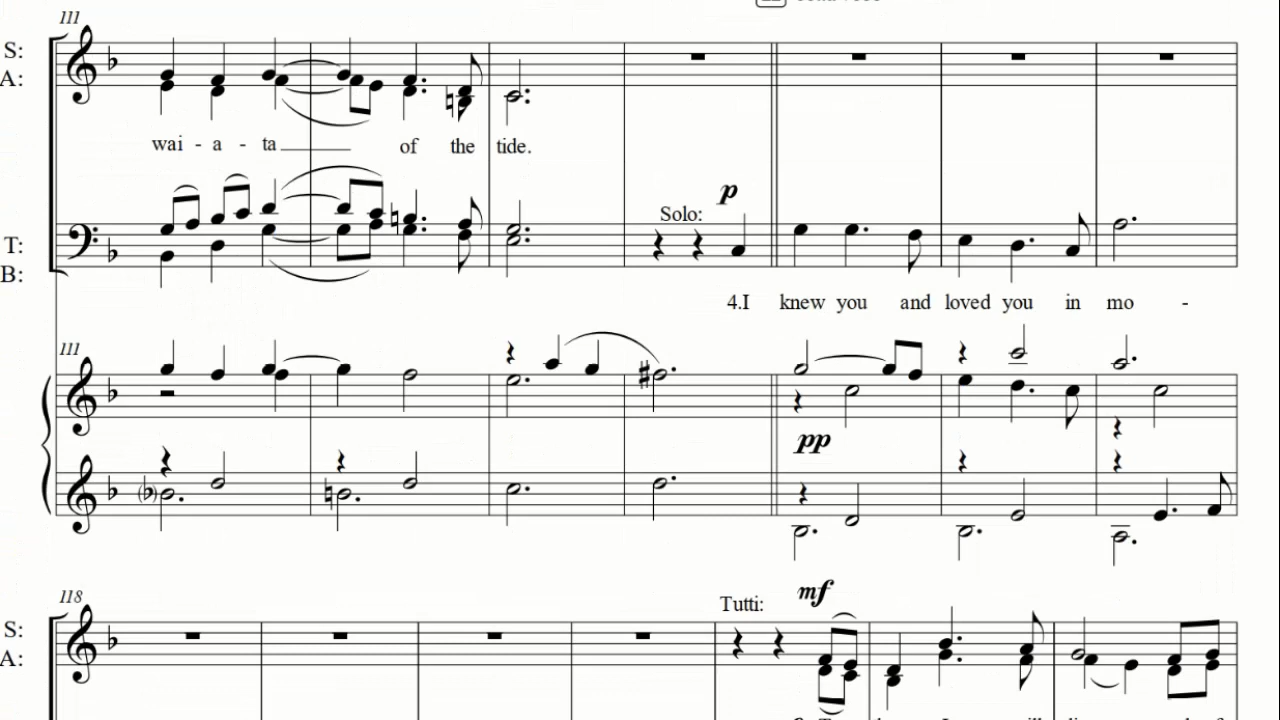 111
S:
A:
wai - a - ta of the tide.
p
Solo:
T:
B:
4.I knew you and loved you in mo -
111
pp
118
mf
Tutti:
S:
A: